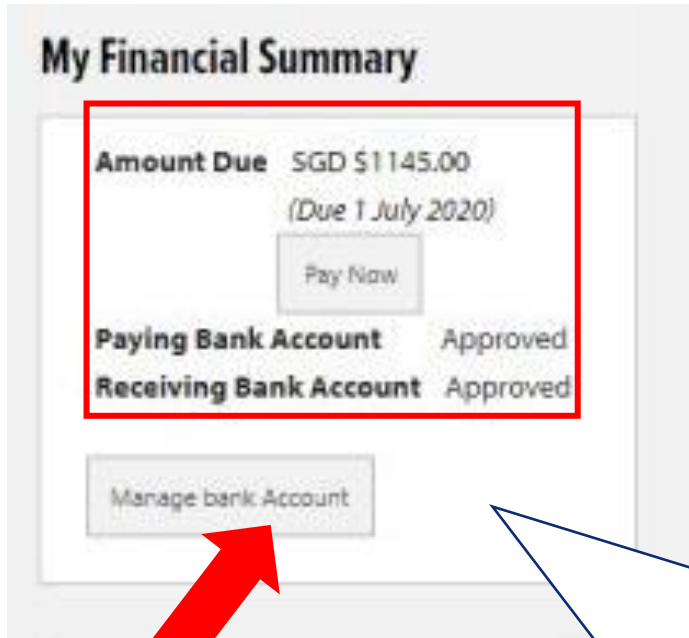 My Financial Summary
Amount Due SGD $1145.00
(Due 1 July 2020)
Pay Now
Paying Bank Account Approved
Receiving Bank Account Approved
Manage bank Account